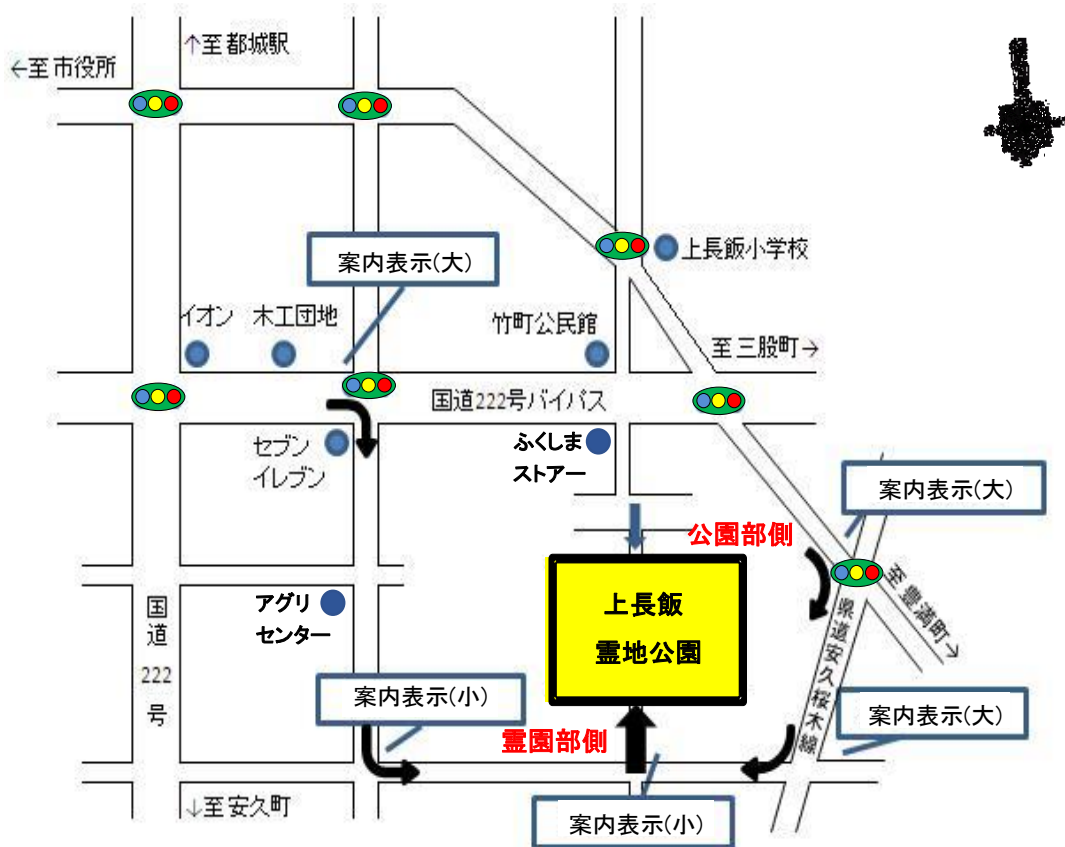 ↑至都城駅
←至市役所
上長飯小学校
案内表示(大)
イオン
木工団地
竹町公民館
至三股町→
国道222号バイパス
セブン
イレブン
ふくしま
ストアー
案内表示(大)
公園部側
上長飯
霊地公園
至豊満町→
県道安久桜木線
国道222号
アグリ
センター
案内表示(小)
案内表示(大)
霊園部側
↓至安久町
案内表示(小)